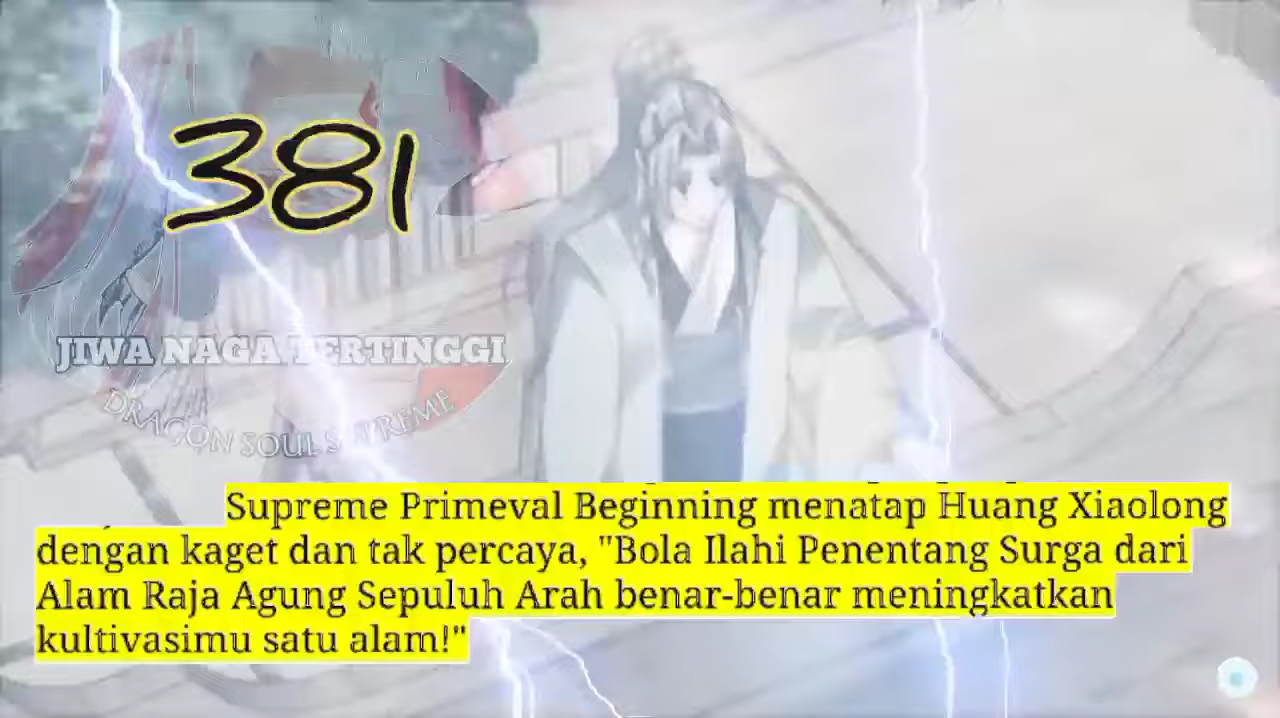 381
JIWA NAGA TERTINGGI
DRAGON SOUL SUPREME
Supreme Primeval Beginning menatap Huang Xiaolong
dengan kaget dan tak percaya, "Bola Ilahi Penentang Surga dari
Alam Raja Agung Sepuluh Arah benar-benar meningkatkan
kultivasimu satu alam!"